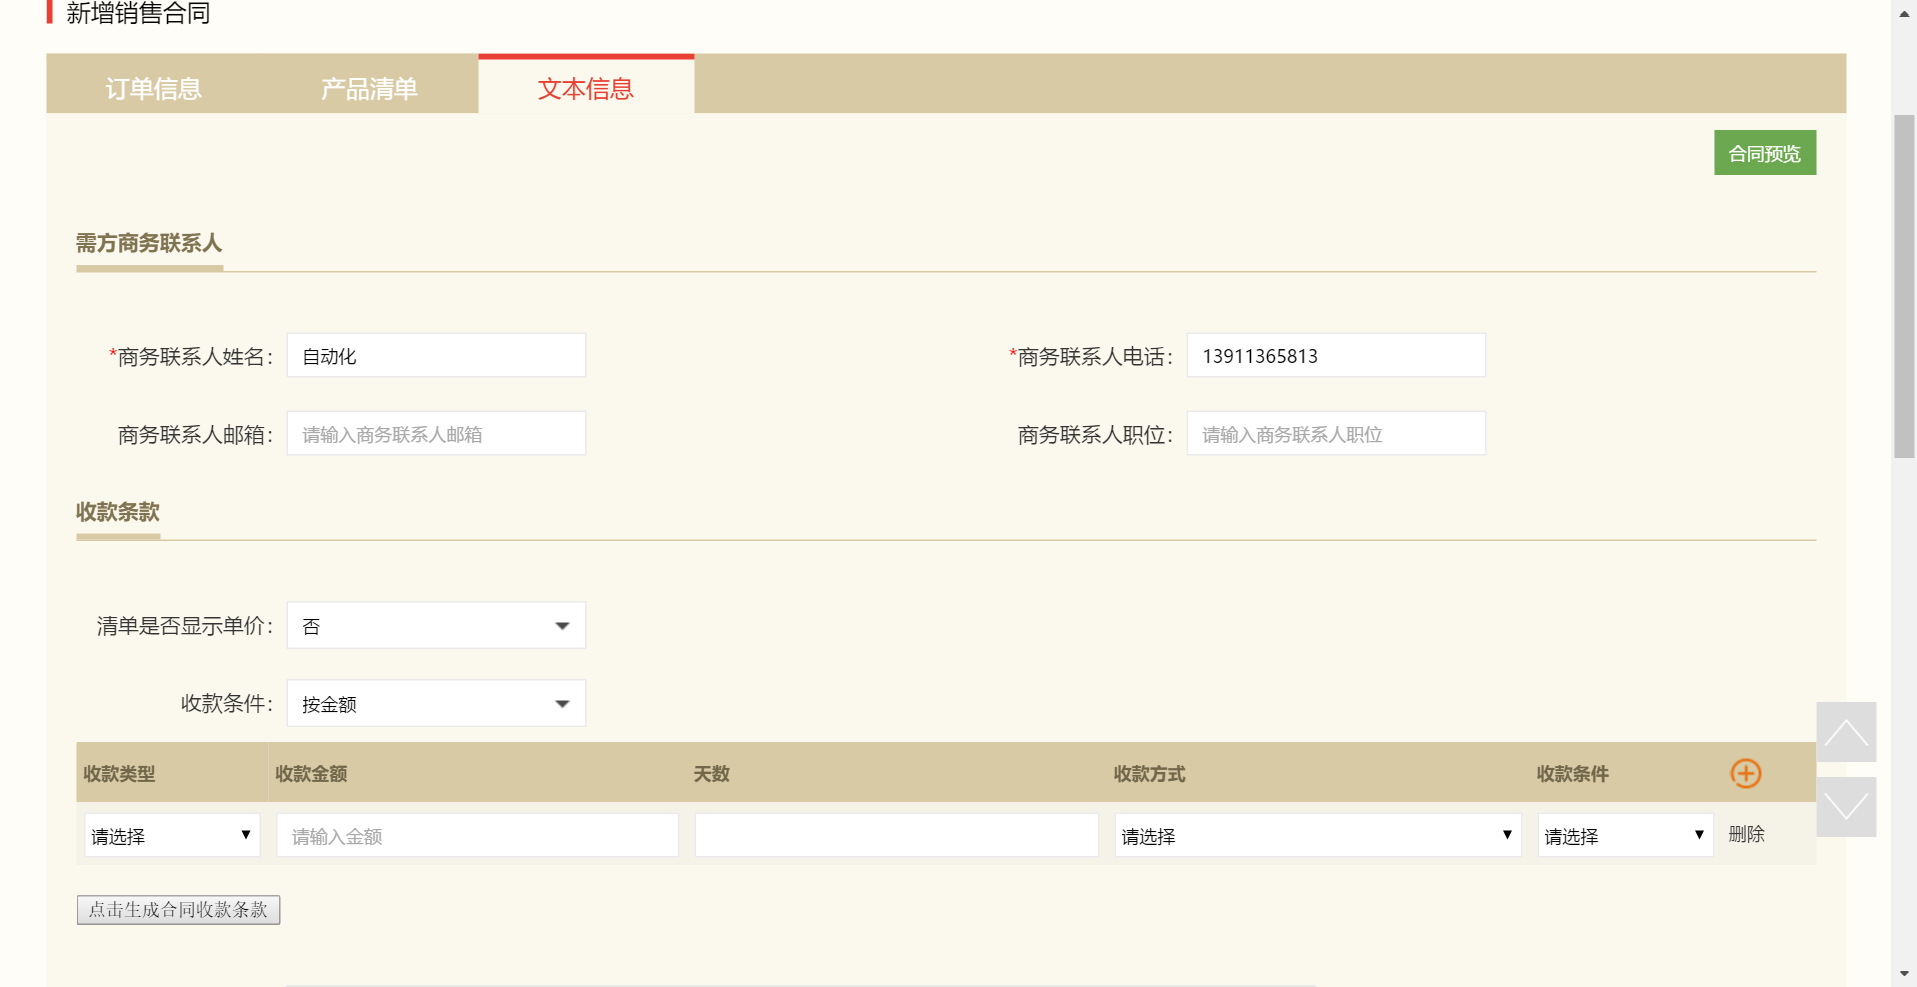 新增销售合同
订单信息 产品清单 文本信息
合同预览
需方商务联系人
*商务联系人姓名: 自动化 *商务联系人电话: 13911365813
商务联系人邮箱: 请输入商务联系人邮箱 商务联系人职位: 请输入商务联系人职位
收款条款
清单是否显示单价: 否
收款条件: 按金额
收款类型 收款金额 天数 收款方式 收款条件
请选择 请输入金额 请选择 请选择 删除
点击生成合同收款条款